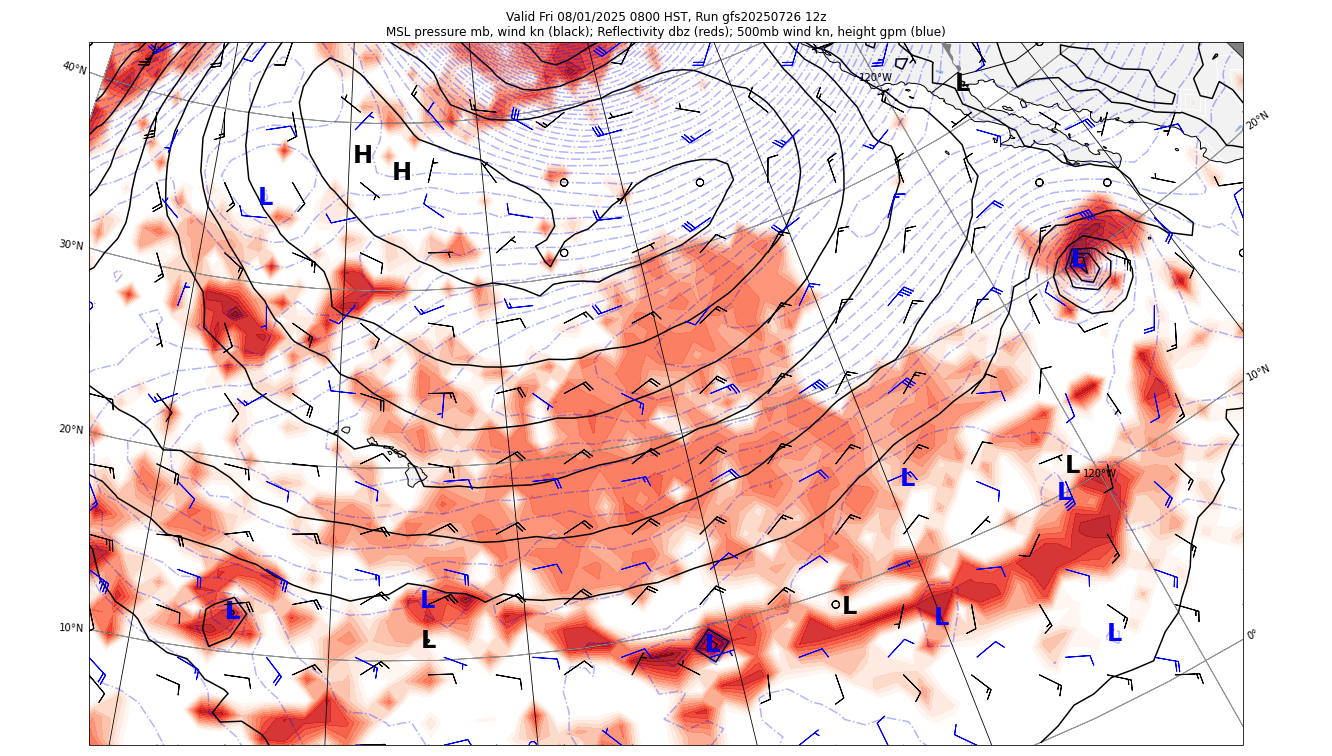 Valid Fri 08/01/2025 0800 HST, Run gfs20250726 12z
MSL pressure mb, wind kn (black); Reflectivity dbz (reds); 500mb wind kn, height gpm (blue)
40°N
120°W
L
20°N
H
H
L
30°N
L
10°N
20°N
L
120°W
L
L
L
L
L
L
L
10°N
L
L
L
0°